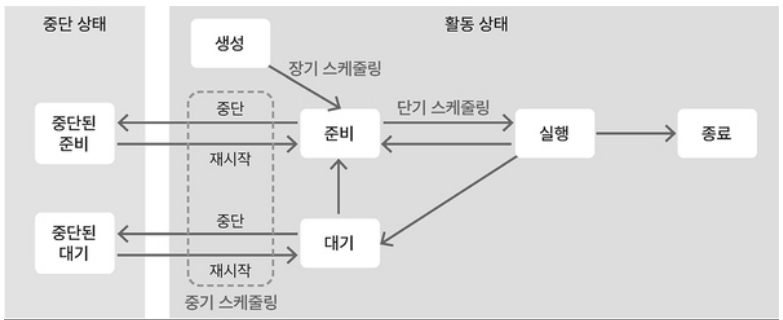 중단 상태
활동 상태
생성
장기 스케줄링
중단된
준비
중단
재시작
준비
단기 스케줄링
실행
종료
중단된
대기
중단
재시작
대기
중기 스케줄링